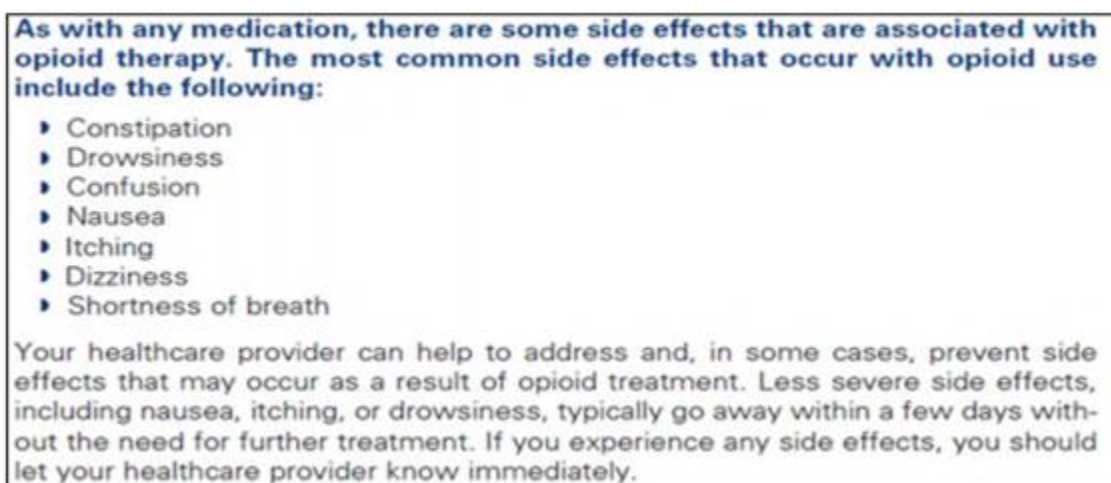 As with any medication, there are some side effects that are associated with
opioid therapy. The most common side effects that occur with opioid use
include the following:
Constipation
Drowsiness
Confusion
Nausea
Itching
Dizziness
Shortness of breath
Your healthcare provider can help to address and, in some cases, prevent side
effects that may occur as a result of opioid treatment. Less severe side effects,
including nausea, itching, or drowsiness, typically go away within a few days with-
out the need for further treatment. If you experience any side effects, you should
let your healthcare provider know immediately.